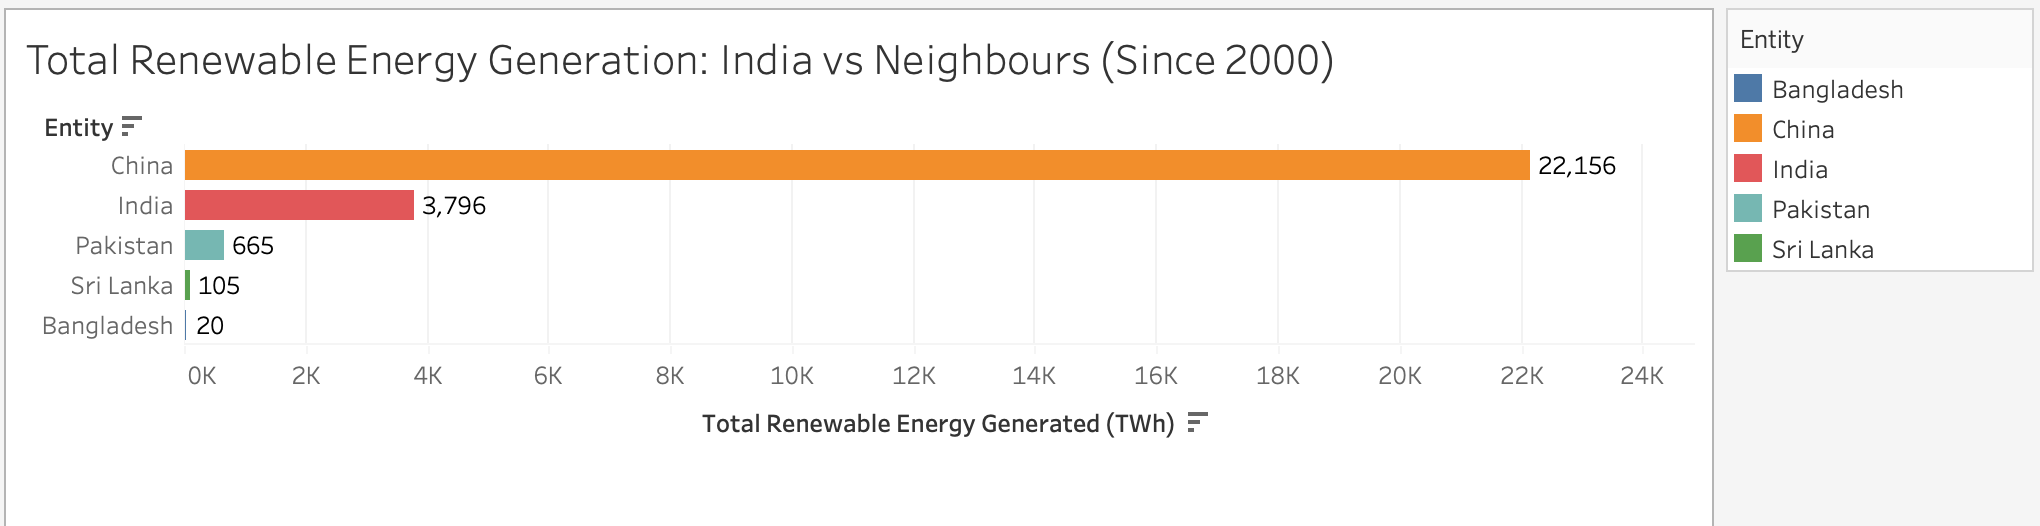 Total Renewable Energy Generation: India vs Neighbours (Since 2000)
Entity
China 22,156
India 3,796
Pakistan 665
Sri Lanka 105
Bangladesh 20
0K 2K 4K 6K 8K 10K 12K 14K 16K 18K 20K 22K 24K
Total Renewable Energy Generated (TWh)
Entity
Bangladesh
China
India
Pakistan
Sri Lanka